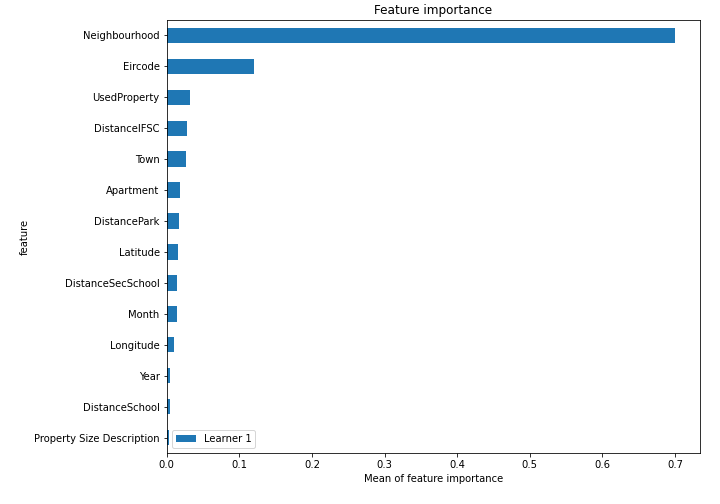 Feature importance
Neighbourhood
Eircode
UsedProperty
DistanceIFSC
Town
Apartment
DistancePark
Latitude
DistanceSecSchool
Month
Longitude
Year
DistanceSchool
Property Size Description
feature
Learner 1
0.0 0.1 0.2 0.3 0.4 0.5 0.6 0.7
Mean of feature importance